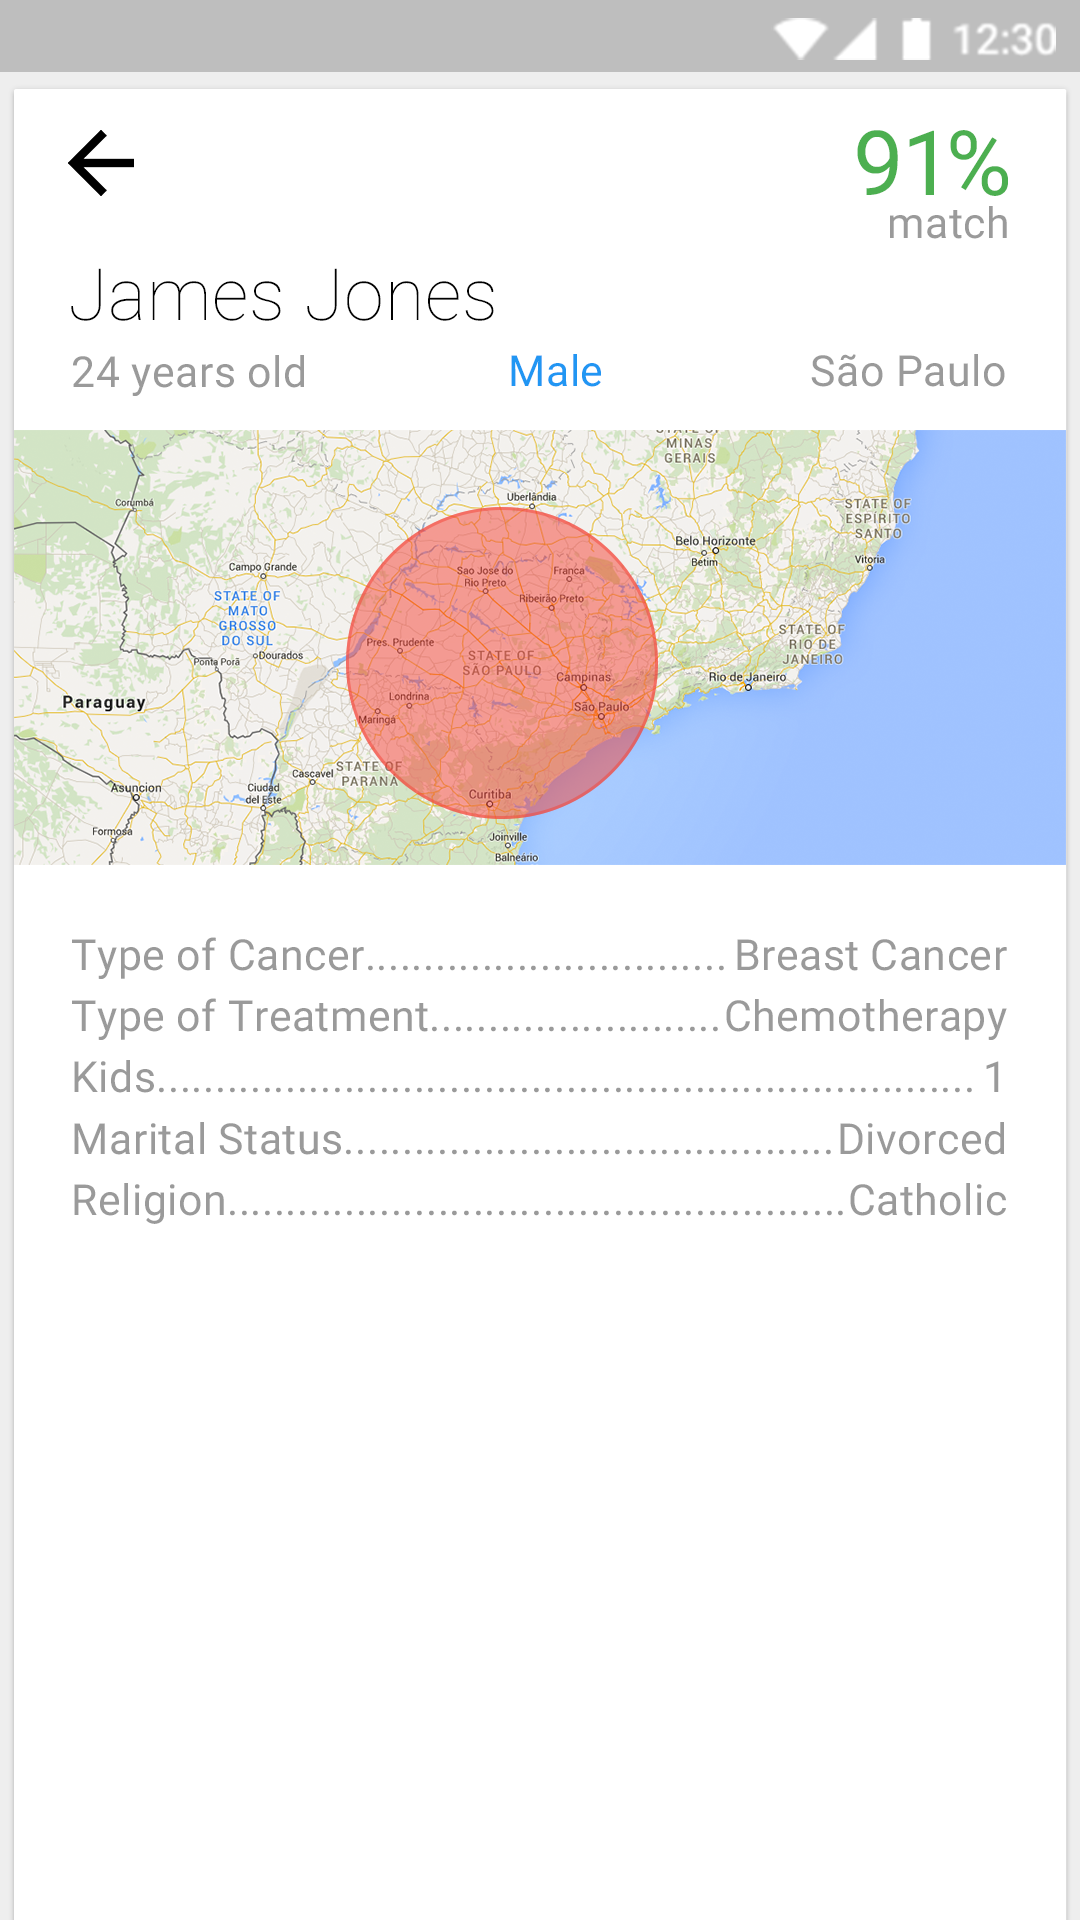 12:30
91%
match
James Jones
24 years old Male São Paulo
MINAS
GERAIS
Uberlândia
Corumbá
STATE OF
ESPÍRITO
SANTO
Belo Horizonte
Betim
Vitoria
Campo Grande
Sao Jose do
Rio Preto
Franca
Ribeirão Preto
STATE OF
MATO
GROSSO
DO SUL
STATE OF
RIO DE
JANEIRO
Pres. Prudente
Dourados
Ponta Porã
STATE OF
SÃO PAULO
Campinas
Rio de Janeiro
Londrina
Paraguay
São Paulo
Maringá
STATE OF
PARANÁ
Cascavel
Asuncion
Ciudad
del Este
Curitiba
Formosa
Joinville
Balneário
Type of Cancer............................... Breast Cancer
Type of Treatment.........................Chemotherapy
Kids...................................................................... 1
Marital Status..........................................Divorced
Religion.....................................................Catholic